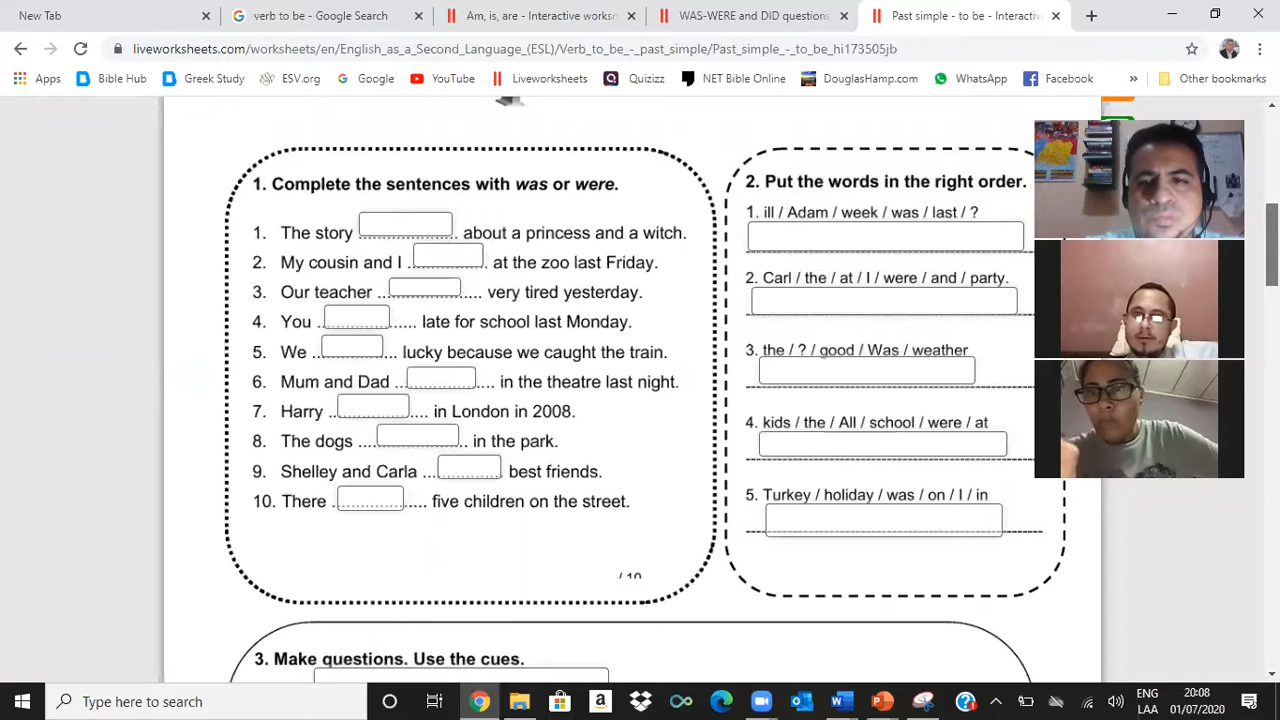 New Tab
verb to be - Google Search
Am, is, are - Interactive worksh
WAS-WERE and DID questions
Past simple - to be - Interactive
liveworksheets.com/worksheets/en/English_as_a_Second_Language_(ESL)/Verb_to_be_-_past_simple/Past_simple_-_to_be_hi173505jb
Apps
Bible Hub
Greek Study
ESV.org
Google
YouTube
Liveworksheets
Quizizz
NET Bible Online
DouglasHamp.com
WhatsApp
Facebook
»
Other bookmarks
1. Complete the sentences with was or were.
1. The story ......................... about a princess and a witch.
2. My cousin and I ..................... at the zoo last Friday.
3. Our teacher ......................... very tired yesterday.
4. You ......................... late for school last Monday.
5. We ......................... lucky because we caught the train.
6. Mum and Dad ......................... in the theatre last night.
7. Harry ......................... in London in 2008.
8. The dogs ......................... in the park.
9. Shelley and Carla ..................... best friends.
10. There ......................... five children on the street.
/ 10
2. Put the words in the right order.
1. ill / Adam / week / was / last / ?
2. Carl / the / at / I / were / and / party.
3. the / ? / good / Was / weather
4. kids / the / All / school / were / at
5. Turkey / holiday / was / on / I / in
3. Make questions. Use the cues.
Type here to search
ENG
LAA
20:08
01/07/2020